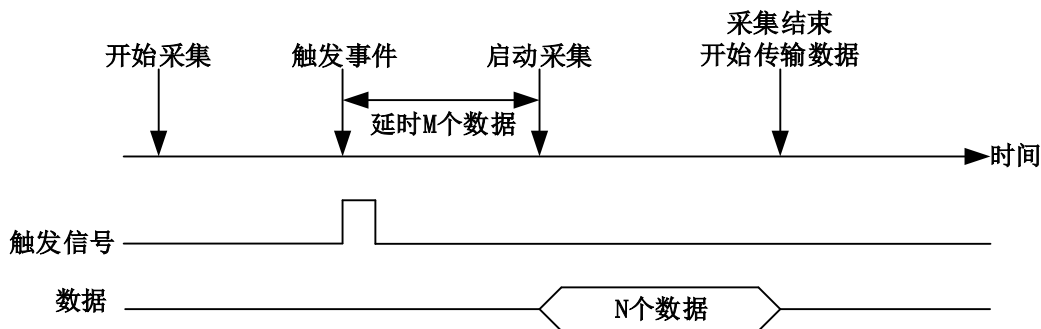 采集结束
开始采集
触发事件
启动采集
开始传输数据
延时M个数据
时间
触发信号
数据
N个数据